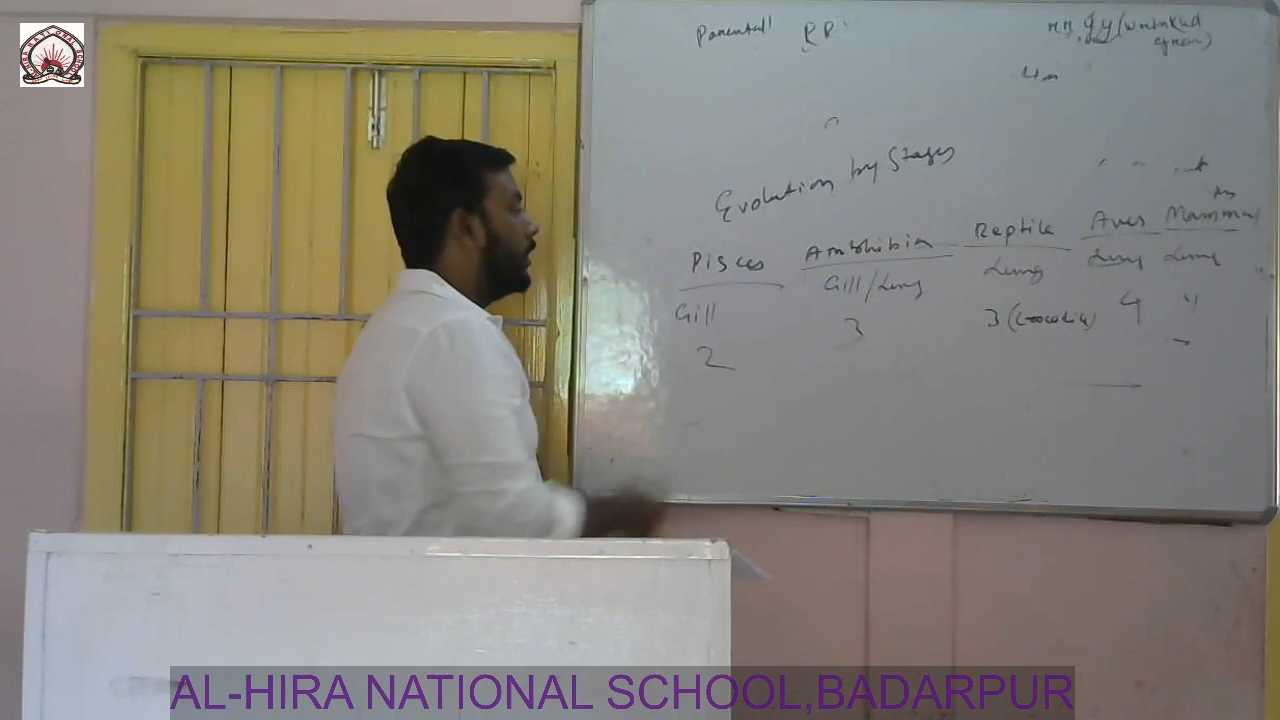 Parental RR
Evolution by Stages
Pisces Amphibia Reptile Aves Mammal
Gill Gill/Lung Lung Lung Lung
2 3 3 ( 4 4
AL-HIRA NATIONAL SCHOOL,BADARPUR